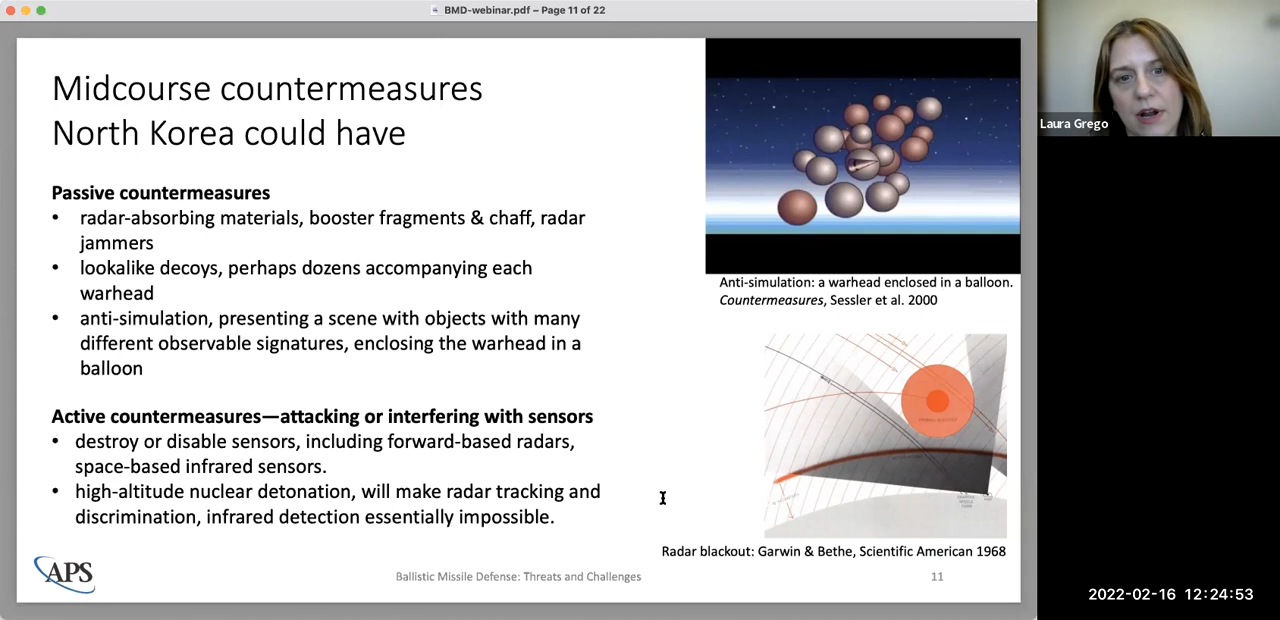 BMD-webinar.pdf – Page 11 of 22
Midcourse countermeasures
North Korea could have
Passive countermeasures
• radar-absorbing materials, booster fragments & chaff, radar
jammers
• lookalike decoys, perhaps dozens accompanying each
warhead
• anti-simulation, presenting a scene with objects with many
different observable signatures, enclosing the warhead in a
balloon
Active countermeasures—attacking or interfering with sensors
• destroy or disable sensors, including forward-based radars,
space-based infrared sensors.
• high-altitude nuclear detonation, will make radar tracking and
discrimination, infrared detection essentially impossible.
Anti-simulation: a warhead enclosed in a balloon.
Countermeasures, Sessler et al. 2000
Radar blackout: Garwin & Bethe, Scientific American 1968
APS
Ballistic Missile Defense: Threats and Challenges
11
Laura Grego
2022-02-16 12:24:53